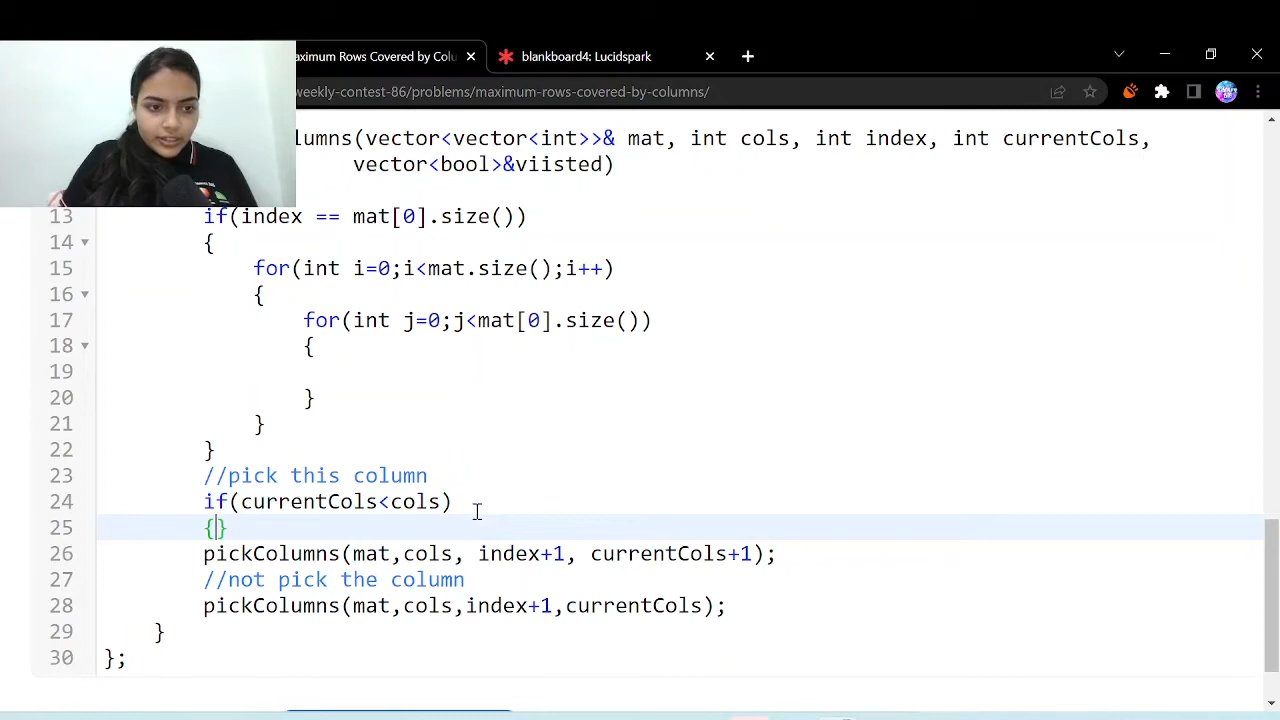 aximum Rows Covered by Colu
blankboard4: Lucidspark
weekly-contest-86/problems/maximum-rows-covered-by-columns/
lumns(vector<vector<int>>& mat, int cols, int index, int currentCols,
vector<bool>&viisted)
13 if(index == mat[0].size())
14 {
15 for(int i=0;i<mat.size();i++)
16 {
17 for(int j=0;j<mat[0].size())
18 {
19
20 }
21 }
22 }
23 //pick this column
24 if(currentCols<cols)
25 {}
26 pickColumns(mat,cols, index+1, currentCols+1);
27 //not pick the column
28 pickColumns(mat,cols,index+1,currentCols);
29 }
30 };